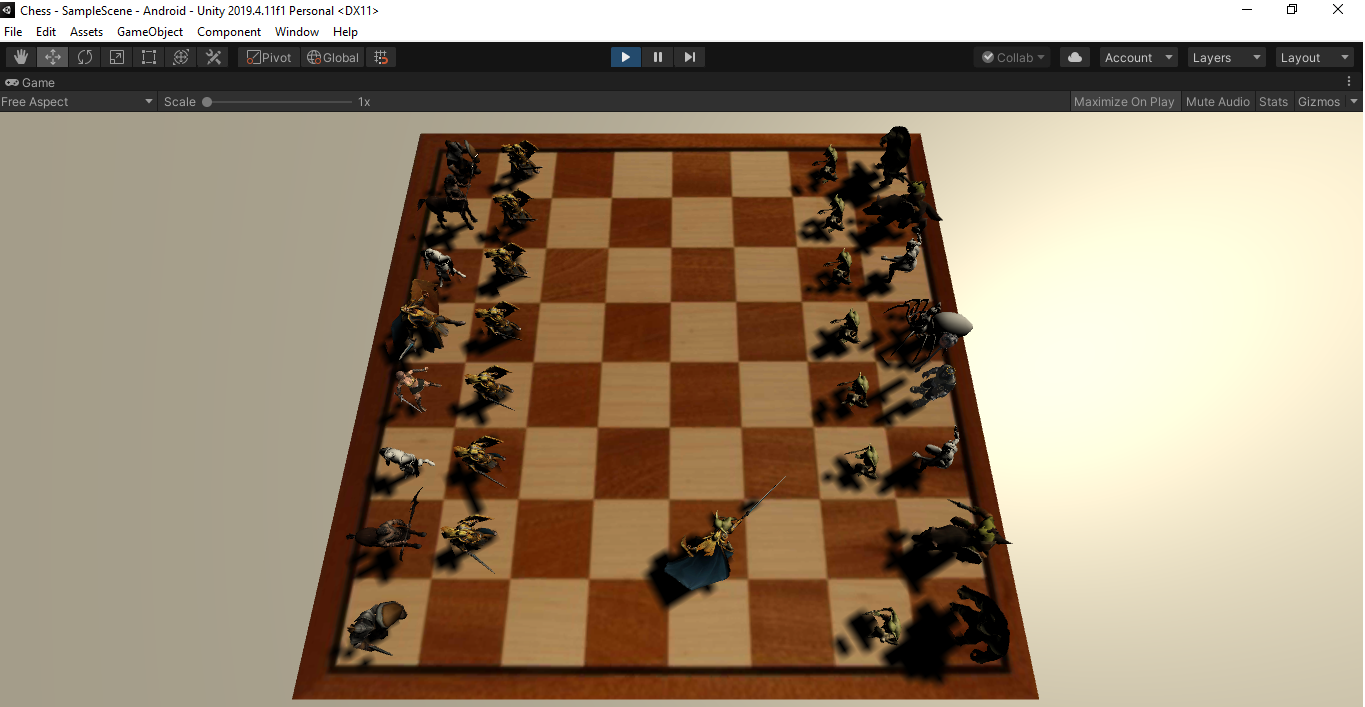 Chess - SampleScene - Android - Unity 2019.4.11f1 Personal <DX11>
File Edit Assets GameObject Component Window Help
Pivot Global Collab Account Layers Layout
Game
Free Aspect Scale 1x Maximize On Play Mute Audio Stats Gizmos